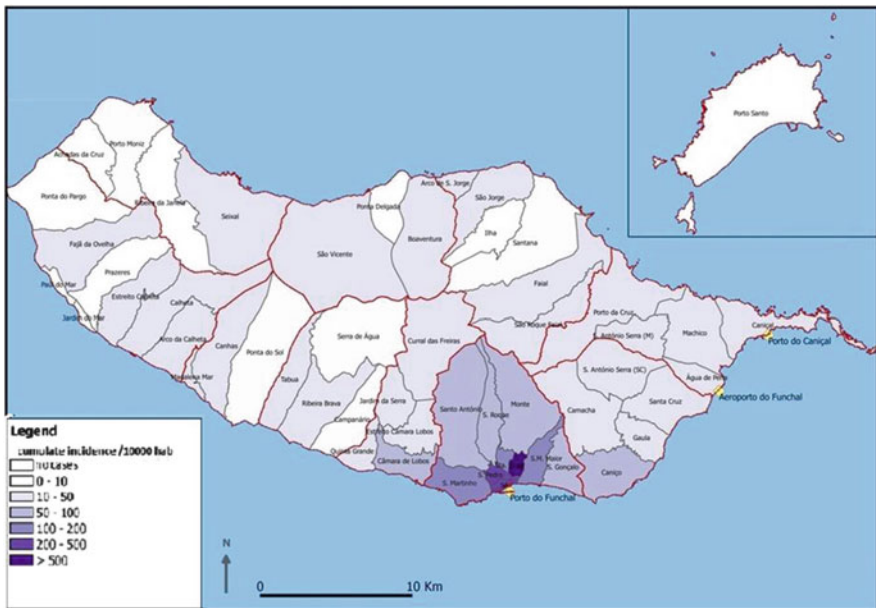 Porto Santo
Porto Moniz
Achadas da Cruz
Ponta do Pargo
Ribeira da Janela
Seixal
Ponta Delgada
Arco de S. Jorge
São Jorge
Boaventura
Ilha
Santana
São Vicente
Fajã da Ovelha
Prazeres
Paul do Mar
Jardim do Mar
Estreito Calheta
Calheta
Arco da Calheta
Madalena Mar
Canhas
Ponta do Sol
Tabua
Serra de Água
Ribeira Brava
Campanário
Quinta Grande
Curral das Freiras
Jardim da Serra
Estreito Câmara Lobos
Câmara de Lobos
Faial
São Roque Faial
Porto da Cruz
S. António Serra (M)
Machico
Caniçal
Porto do Caniçal
S. António Serra (SC)
Água de Pena
Aeroporto do Funchal
Santa Cruz
Camacha
Gaula
Caniço
Santo António
S. Roque
Monte
S.M. Maior
S. Gonçalo
S. Martinho
S. Pedro
Porto do Funchal
Legend
cumulate incidence /10000 hab
no cases
0 - 10
10 - 50
50 - 100
100 - 200
200 - 500
> 500
N
0 10 Km